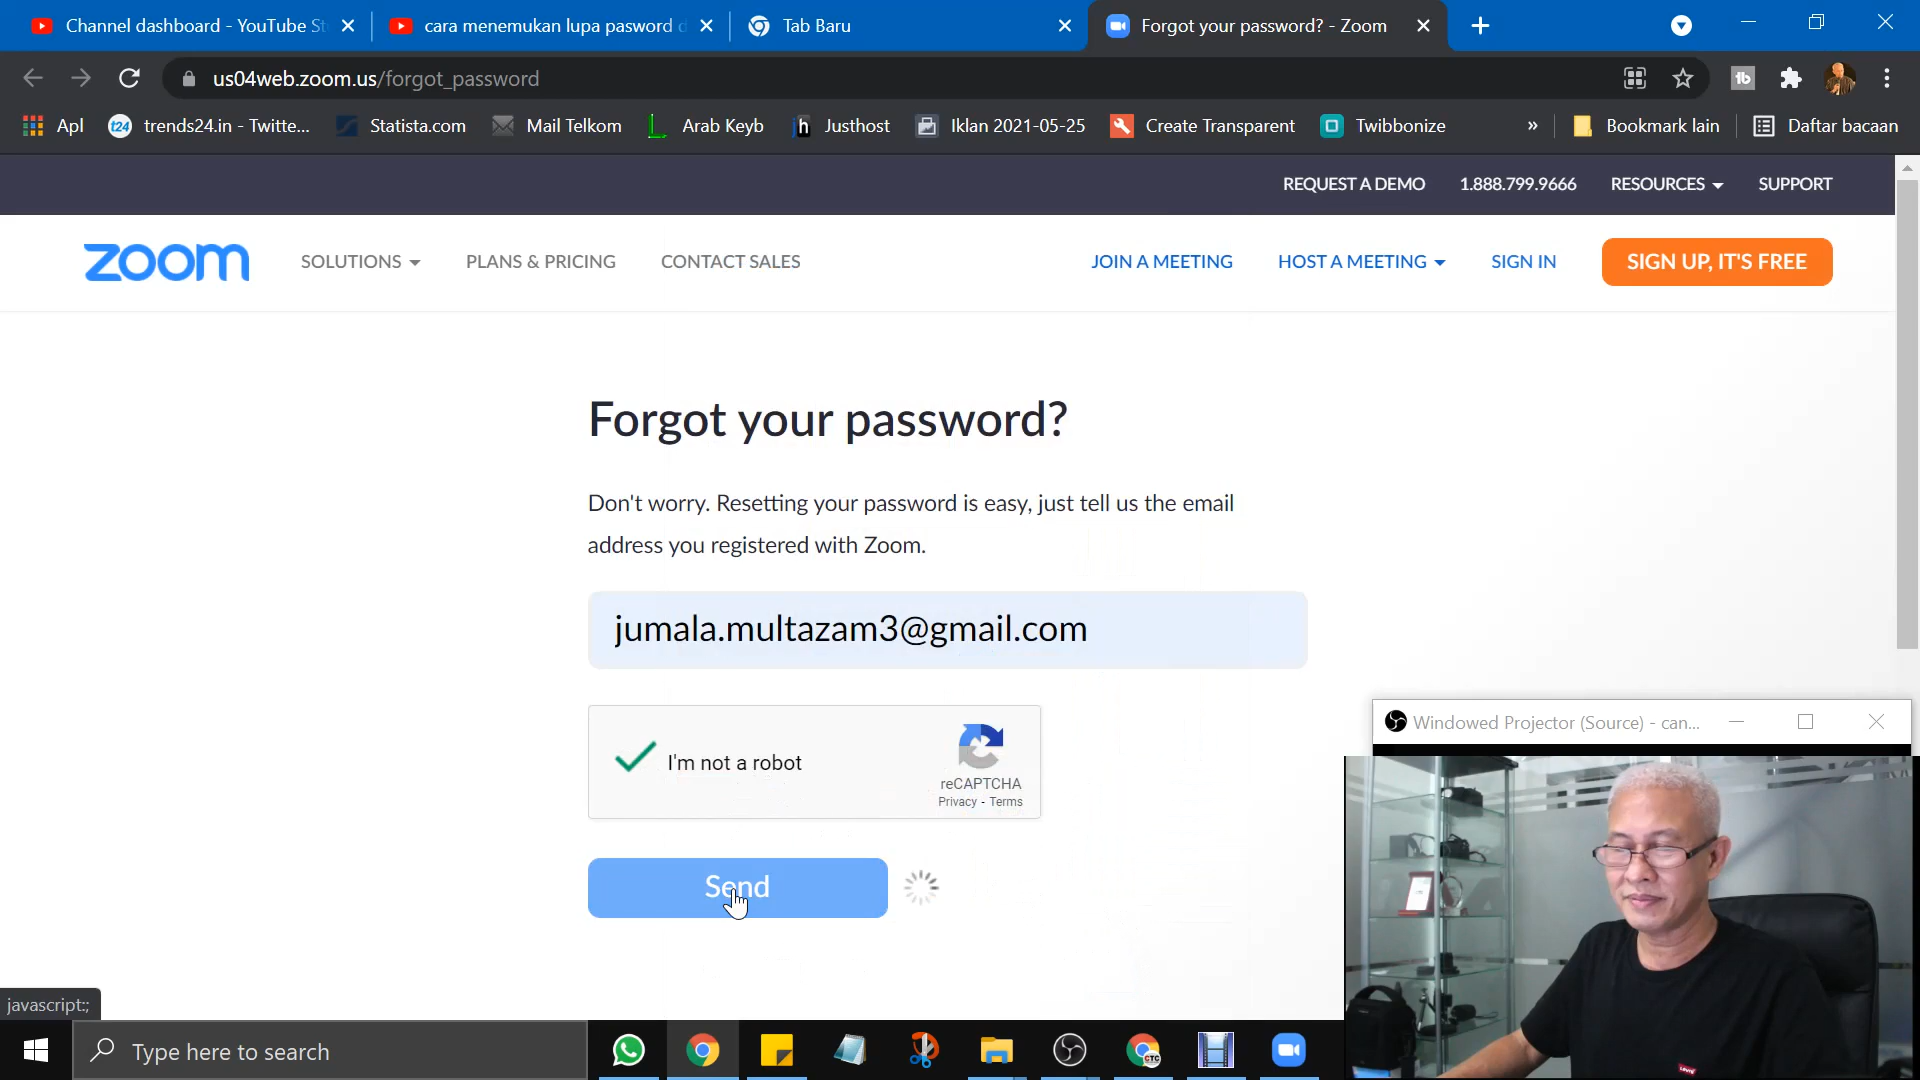 Channel dashboard - YouTube St
cara menemukan lupa pasword d
Tab Baru
Forgot your password? - Zoom
us04web.zoom.us/forgot_password
Apl
trends24.in - Twitte...
Statista.com
Mail Telkom
Arab Keyb
Justhost
Iklan 2021-05-25
Create Transparent
Twibbonize
»
Bookmark lain
Daftar bacaan
REQUEST A DEMO
1.888.799.9666
RESOURCES
SUPPORT
zoom
SOLUTIONS
PLANS & PRICING
CONTACT SALES
JOIN A MEETING
HOST A MEETING
SIGN IN
SIGN UP, IT'S FREE
Forgot your password?
Don't worry. Resetting your password is easy, just tell us the email
address you registered with Zoom.
jumala.multazam3@gmail.com
I'm not a robot
reCAPTCHA
Privacy - Terms
Send
Windowed Projector (Source) - can...
javascript:;
Type here to search